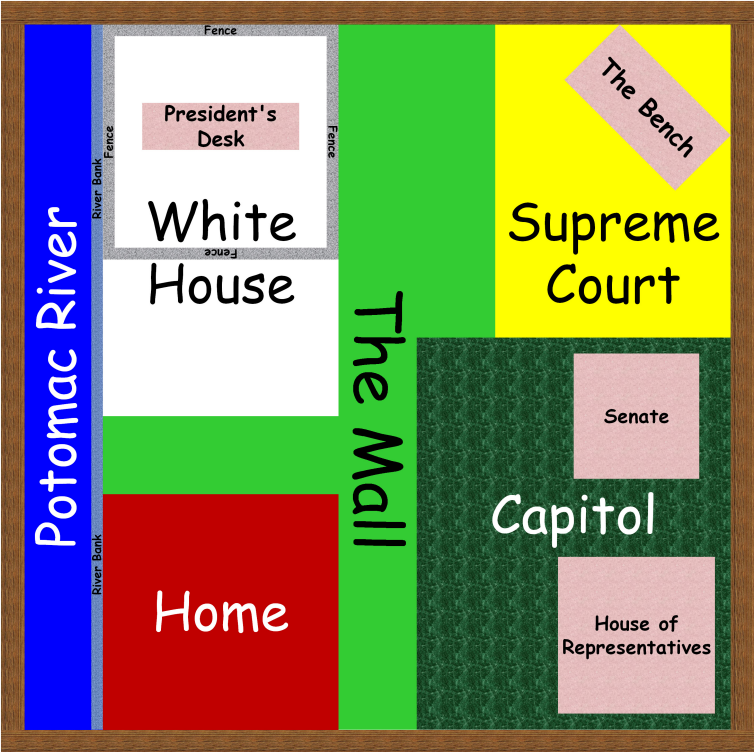 Fence
President's
Desk
Fence
Fence
River Bank
White
Fence
House
The Bench
Supreme
Court
Potomac River
The Mall
Senate
Capitol
River Bank
Home
House of
Representatives